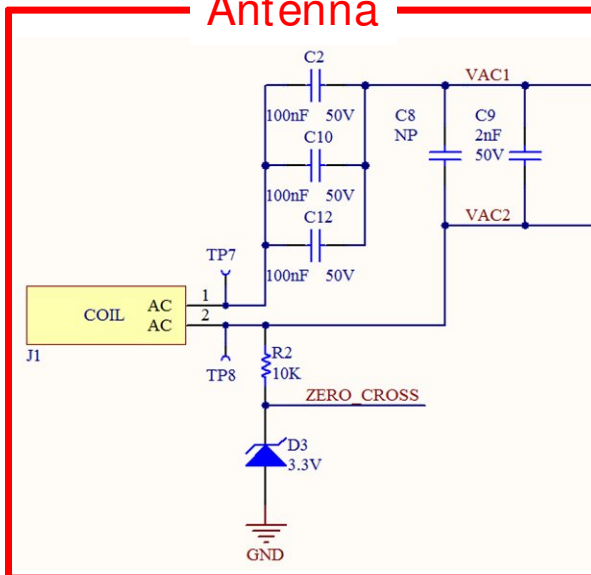 Antenna
C2
VAC1
100nF 50V
C8
NP
C9
2nF
50V
C10
100nF 50V
C12
VAC2
100nF 50V
TP7
COIL
AC 1
AC 2
J1
TP8
R2
10K
ZERO_CROSS
D3
3.3V
GND